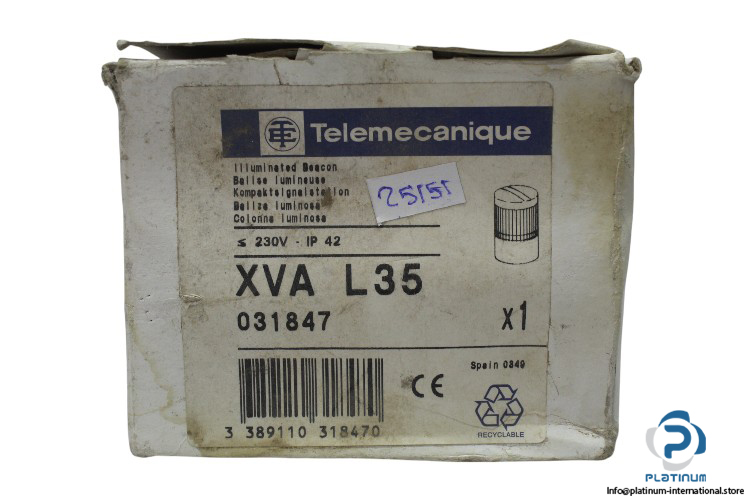 Telemecanique
Illuminated Beacon
Balise lumineuse
Kompaktsignalstation
Baliza luminosa
Colonna luminosa
25151
≤ 230V - IP 42
XVA L35
031847
x1
Spain 0849
CE
3 389110 318470
RECYCLABLE
PLATINUM
Info@platinum-international.store